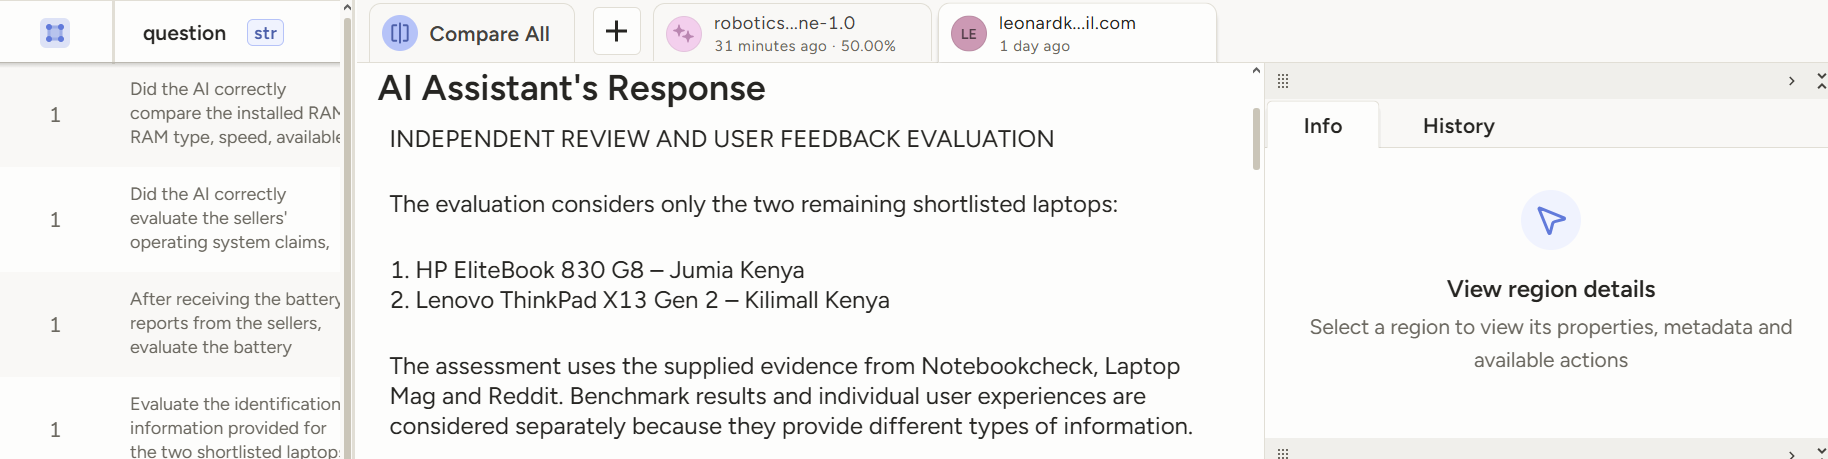 question str
1
Did the AI correctly
compare the installed RAM
RAM type, speed, available
1
Did the AI correctly
evaluate the sellers'
operating system claims,
1
After receiving the battery
reports from the sellers,
evaluate the battery
1
Evaluate the identification
information provided for
the two shortlisted laptops
Compare All
+
robotics...ne-1.0
31 minutes ago · 50.00%
LE
leonardk...il.com
1 day ago
AI Assistant's Response
INDEPENDENT REVIEW AND USER FEEDBACK EVALUATION
The evaluation considers only the two remaining shortlisted laptops:
1. HP EliteBook 830 G8 – Jumia Kenya
2. Lenovo ThinkPad X13 Gen 2 – Kilimall Kenya
The assessment uses the supplied evidence from Notebookcheck, Laptop
Mag and Reddit. Benchmark results and individual user experiences are
considered separately because they provide different types of information.
Info History
View region details
Select a region to view its properties, metadata and
available actions